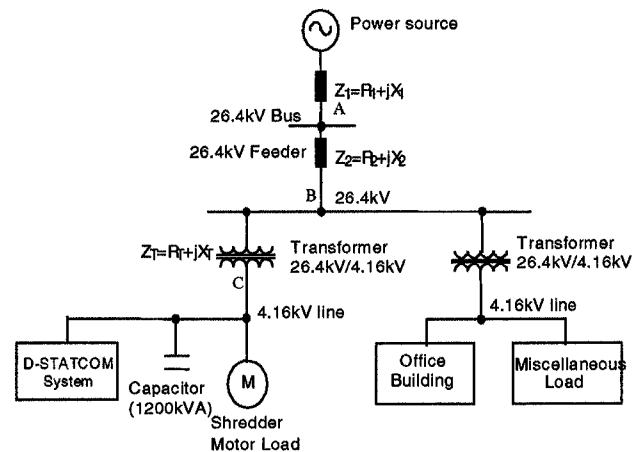 Power source
Z1=R1+jX1
A
26.4kV Bus
26.4kV Feeder
Z2=R2+jX2
B
26.4kV
ZT=RT+jXT
Transformer
26.4kV/4.16kV
C
Transformer
26.4kV/4.16kV
4.16kV line
4.16kV line
D-STATCOM
System
Capacitor
(1200kVA)
M
Shredder
Motor Load
Office
Building
Miscellaneous
Load